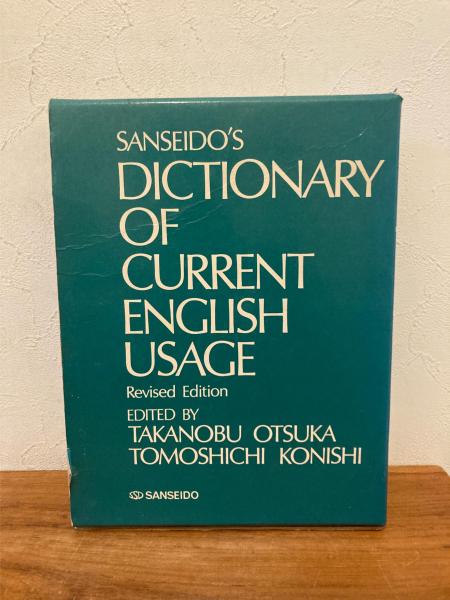 SANSEIDO'S
DICTIONARY
OF
CURRENT
ENGLISH
USAGE
Revised Edition
EDITED BY
TAKANOBU OTSUKA
TOMOSHICHI KONISHI
SANSEIDO